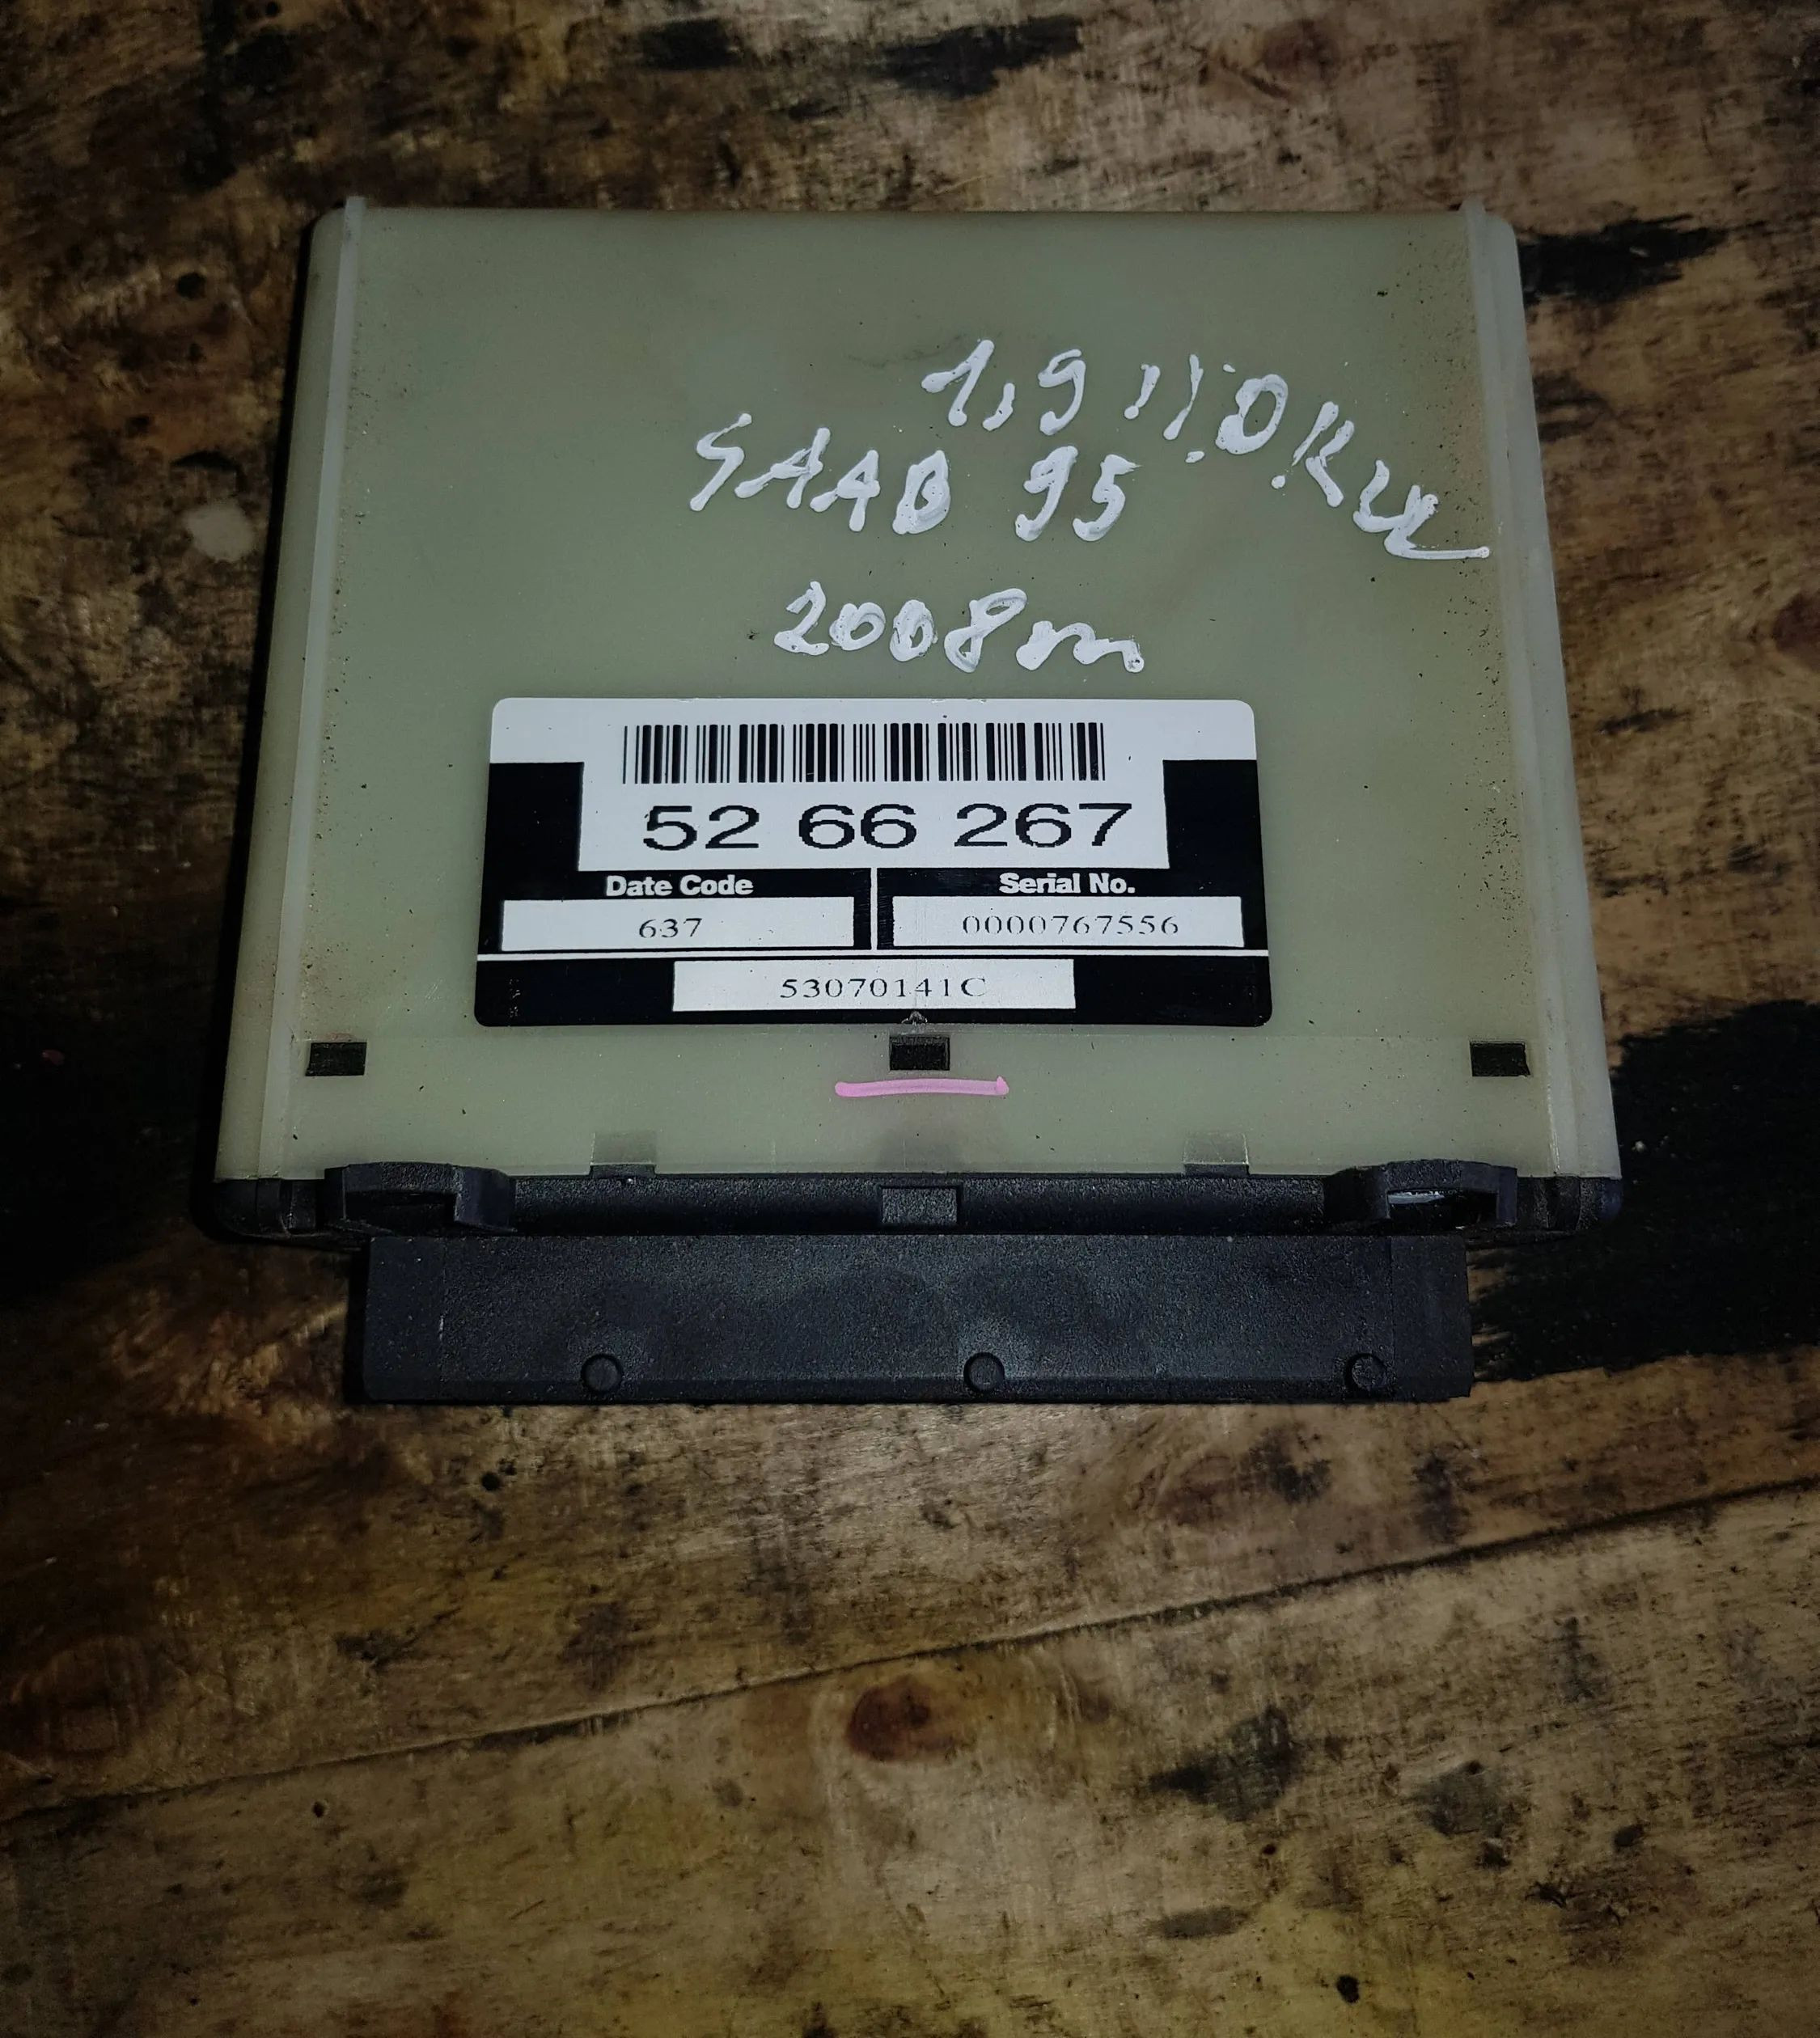 1,9 110KW
SAAB 95
2008m
52 66 267
Date Code
Serial No.
637
0000767556
53070141C